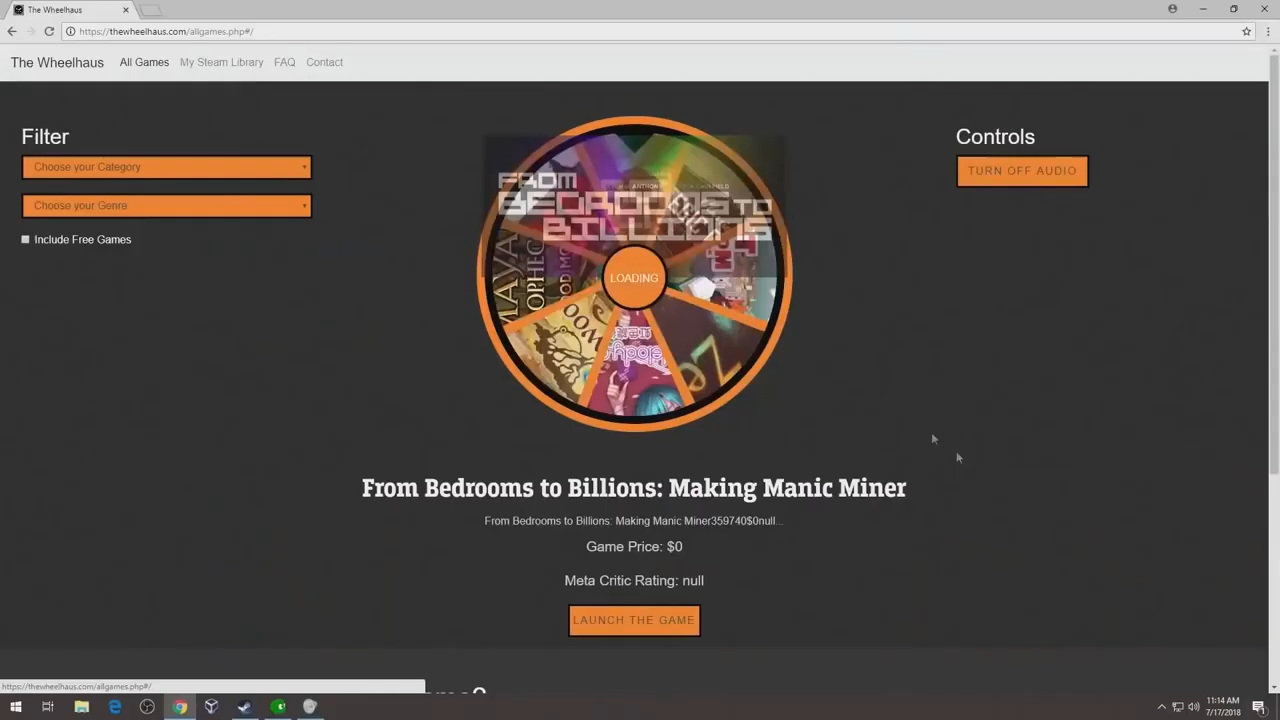 The Wheelhaus
https://thewheelhaus.com/allgames.php#/
The Wheelhaus
All Games
My Steam Library
FAQ
Contact
Filter
Choose your Category
Choose your Genre
Include Free Games
FROM
BEDROOMS TO
BILLIONS
LOADING
Controls
TURN OFF AUDIO
From Bedrooms to Billions: Making Manic Miner
From Bedrooms to Billions: Making Manic Miner359740$0null...
Game Price: $0
Meta Critic Rating: null
LAUNCH THE GAME
https://thewheelhaus.com/allgames.php#/
11:14 AM
7/17/2018